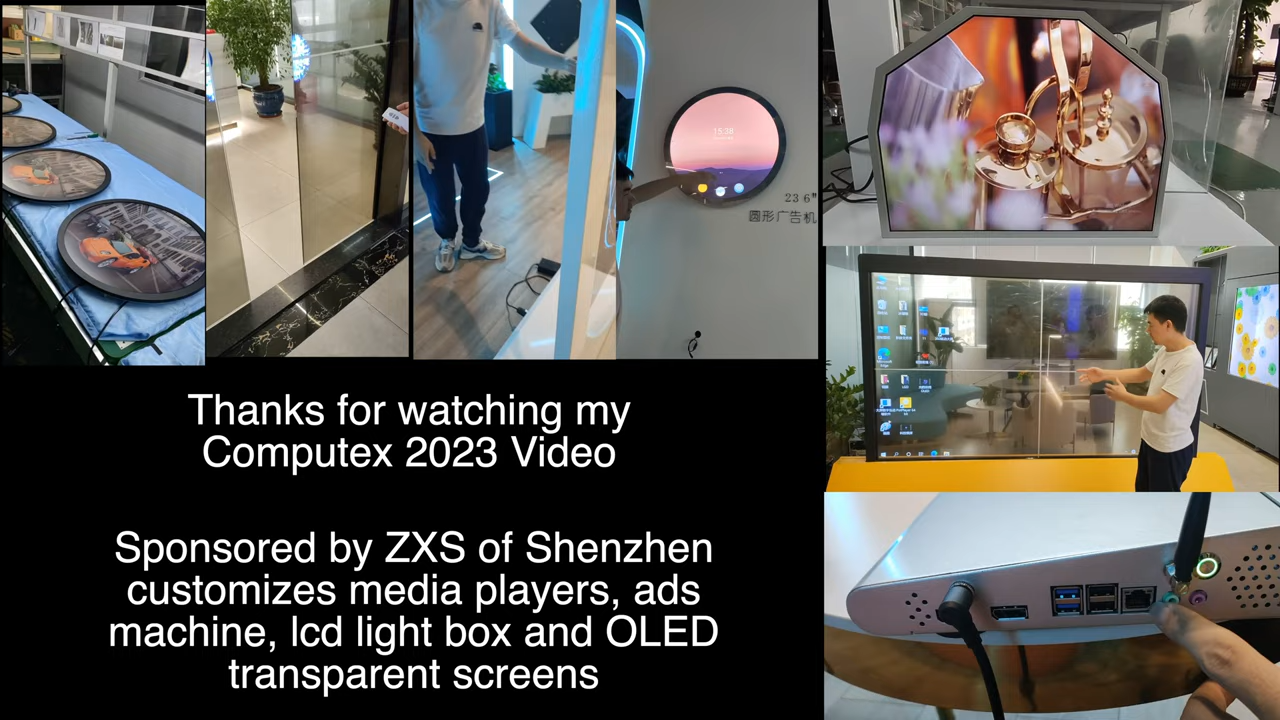 15:38
23 6"
圆形广告机
Thanks for watching my
Computex 2023 Video
Sponsored by ZXS of Shenzhen
customizes media players, ads
machine, lcd light box and OLED
transparent screens